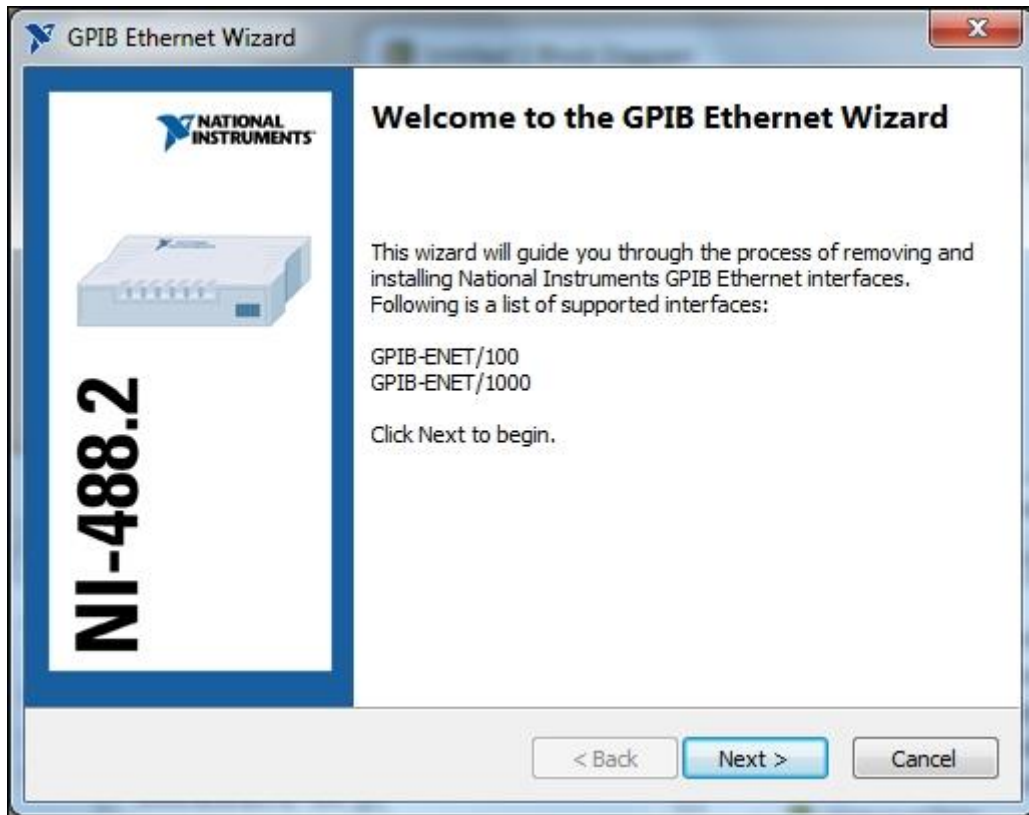 GPIB Ethernet Wizard
NATIONAL
INSTRUMENTS
NI-488.2
Welcome to the GPIB Ethernet Wizard
This wizard will guide you through the process of removing and
installing National Instruments GPIB Ethernet interfaces.
Following is a list of supported interfaces:
GPIB-ENET/100
GPIB-ENET/1000
Click Next to begin.
< Back
Next >
Cancel